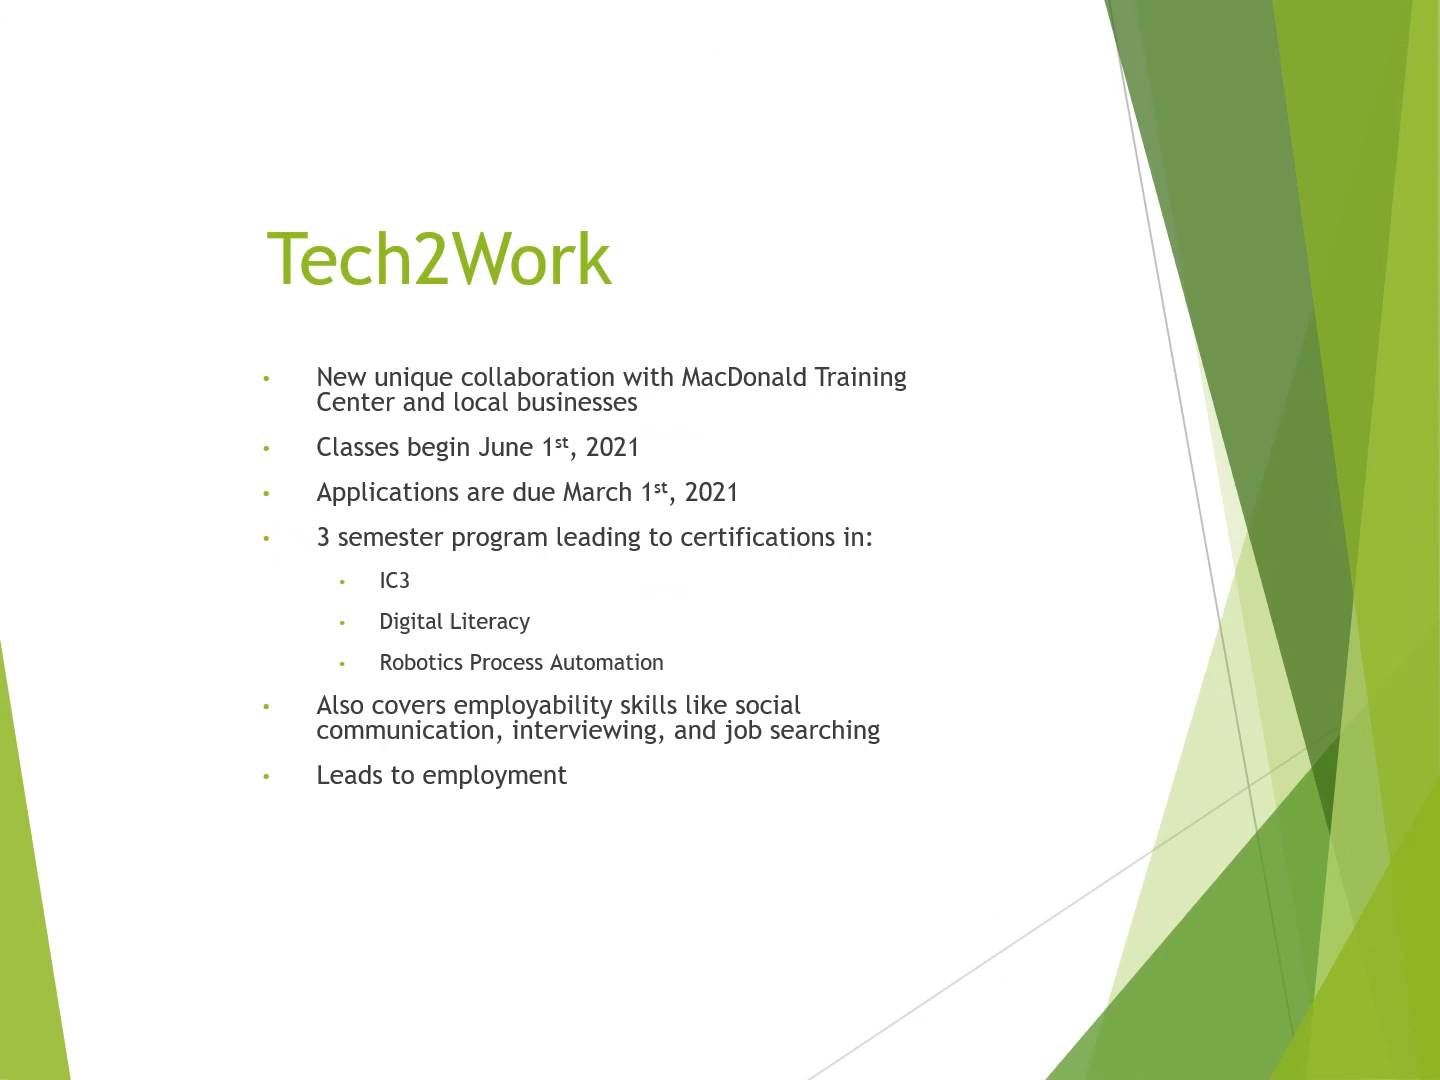 Tech2Work
• New unique collaboration with MacDonald Training
Center and local businesses
• Classes begin June 1st, 2021
• Applications are due March 1st, 2021
• 3 semester program leading to certifications in:
• IC3
• Digital Literacy
• Robotics Process Automation
• Also covers employability skills like social
communication, interviewing, and job searching
• Leads to employment